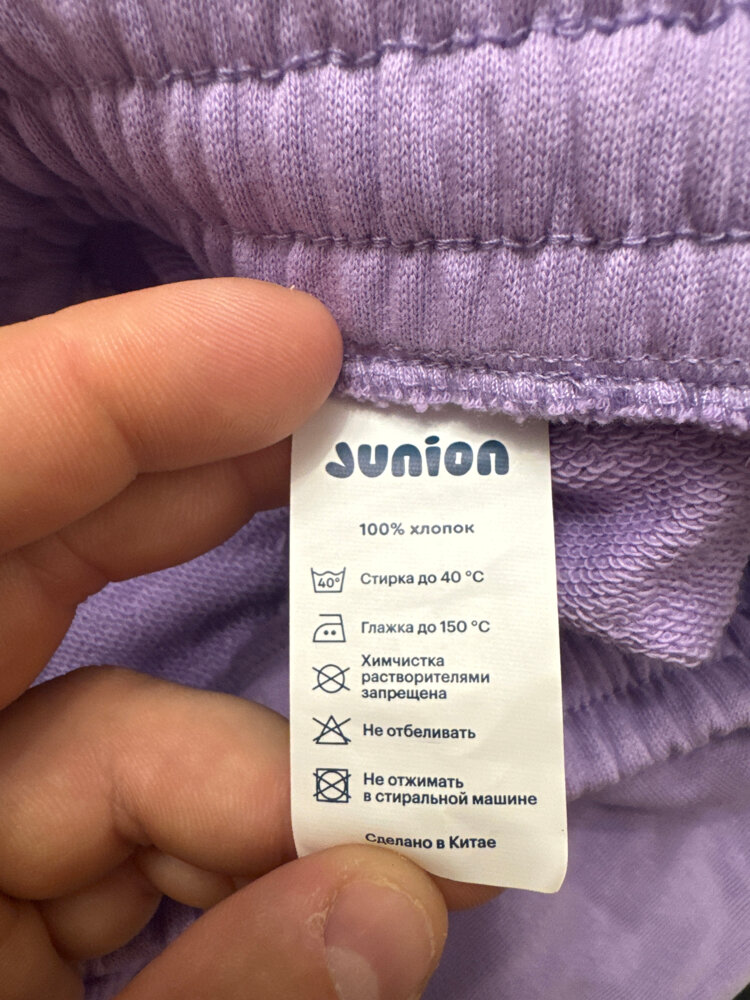 Junion
100% хлопок
40° Стирка до 40 °C
Глажка до 150 °C
Химчистка
растворителями
запрещена
Не отбеливать
Не отжимать
в стиральной машине
Сделано в Китае